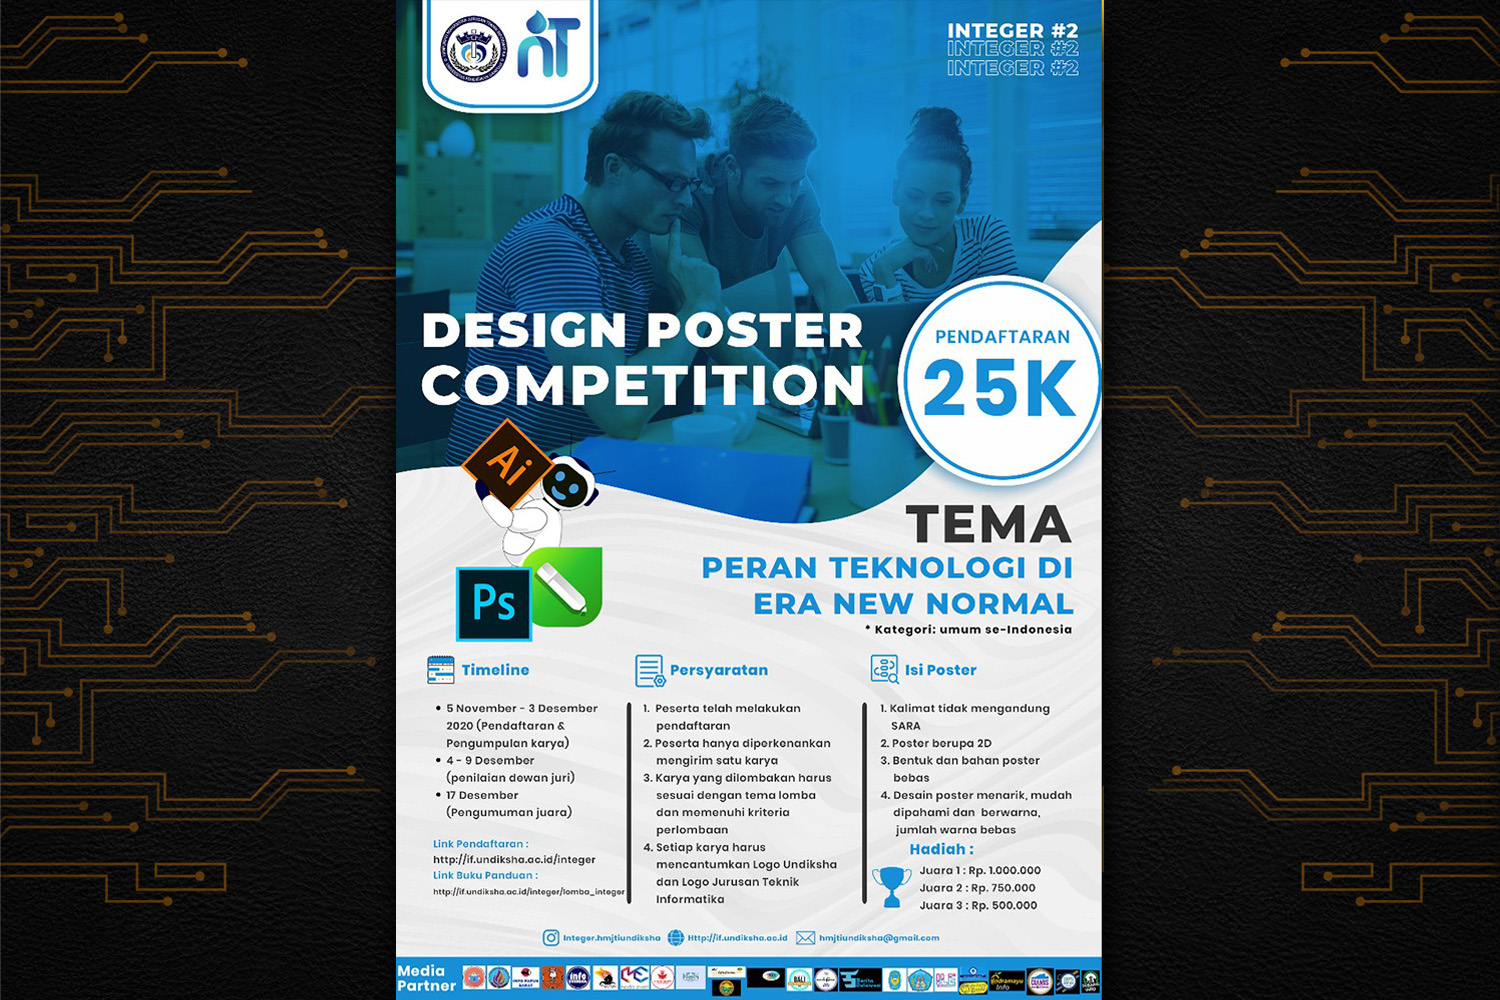 INTEGER #2
INTEGER #2
INTEGER #2
DESIGN POSTER
COMPETITION
PENDAFTARAN
25K
Ai
Ps
TEMA
PERAN TEKNOLOGI DI
ERA NEW NORMAL
* Kategori: umum se-Indonesia
Timeline
• 5 November - 3 Desember
2020 (Pendaftaran &
Pengumpulan karya)
• 4 - 9 Desember
(penilaian dewan juri)
• 17 Desember
(Pengumuman juara)
Link Pendaftaran :
http://if.undiksha.ac.id/integer
Link Buku Panduan :
http://if.undiksha.ac.id/integer/lomba_integer
Persyaratan
1. Peserta telah melakukan
pendaftaran
2. Peserta hanya diperkenankan
mengirim satu karya
3. Karya yang dilombakan harus
sesuai dengan tema lomba
dan memenuhi kriteria
perlombaan
4. Setiap karya harus
mencantumkan Logo Undiksha
dan Logo Jurusan Teknik
Informatika
Isi Poster
1. Kalimat tidak mengandung
SARA
2. Poster berupa 2D
3. Bentuk dan bahan poster
bebas
4. Desain poster menarik, mudah
dipahami dan berwarna,
jumlah warna bebas
Hadiah :
Juara 1 : Rp. 1.000.000
Juara 2 : Rp. 750.000
Juara 3 : Rp. 500.000
Integer.hmjtiundiksha
Http://if.undiksha.ac.id
hmjtiundiksha@gmail.com
Media
Partner